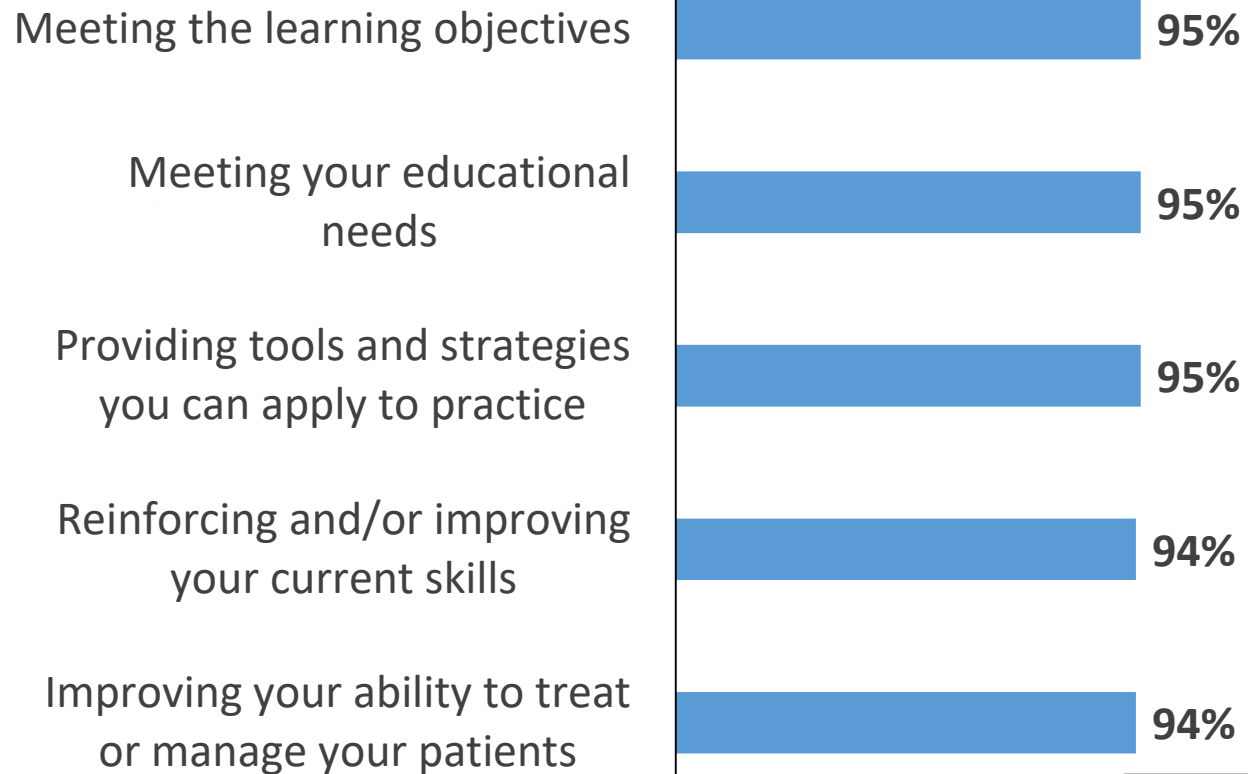 Meeting the learning objectives 95%
Meeting your educational
needs 95%
Providing tools and strategies
you can apply to practice 95%
Reinforcing and/or improving
your current skills 94%
Improving your ability to treat
or manage your patients 94%